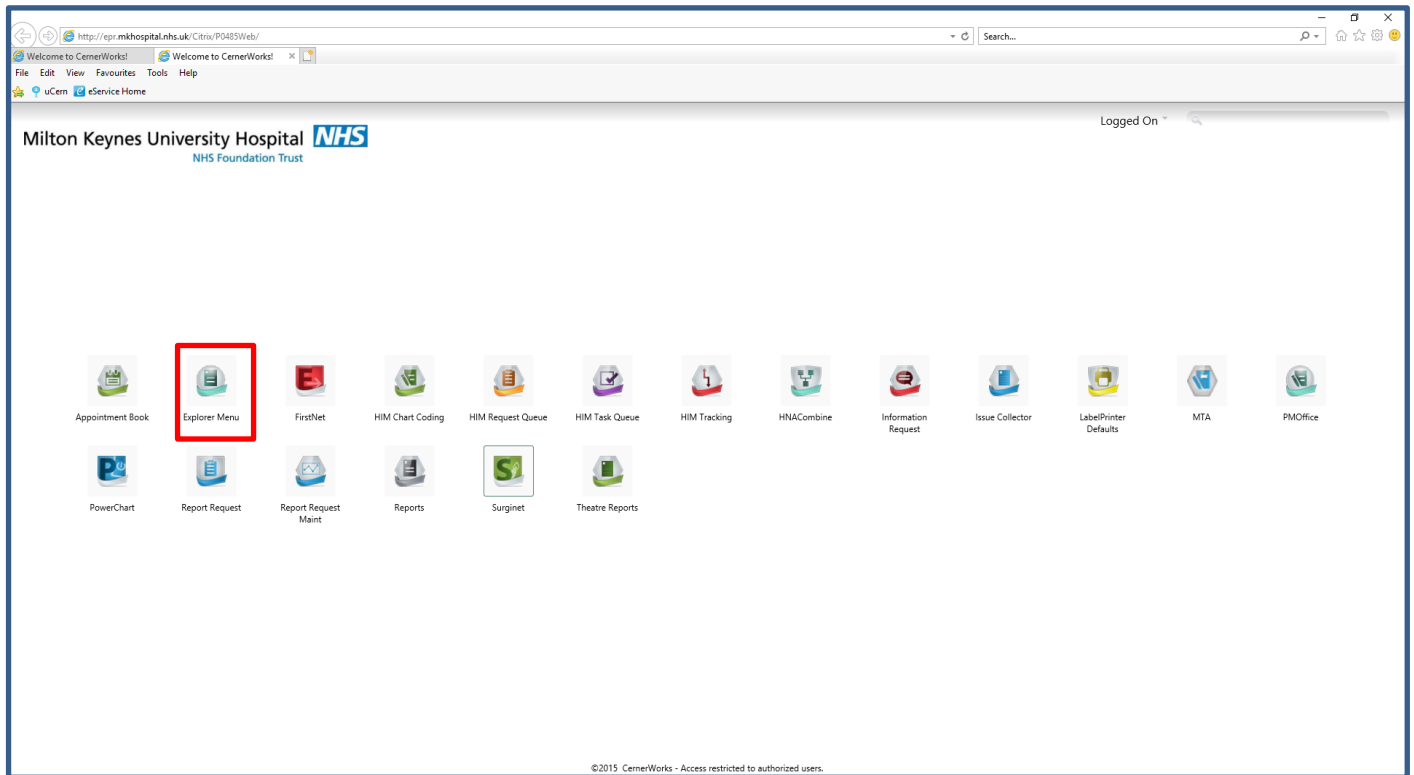 http://epr.mkhospital.nhs.uk/Citrix/P0485Web/
Search...
Welcome to CernerWorks!
Welcome to CernerWorks!
File Edit View Favourites Tools Help
uCern eService Home
Logged On
Milton Keynes University Hospital NHS
NHS Foundation Trust
Appointment Book
Explorer Menu
FirstNet
HIM Chart Coding
HIM Request Queue
HIM Task Queue
HIM Tracking
HNACombine
Information
Request
Issue Collector
LabelPrinter
Defaults
MTA
PMOffice
PowerChart
Report Request
Report Request
Maint
Reports
Surginet
Theatre Reports
©2015 CernerWorks - Access restricted to authorized users.